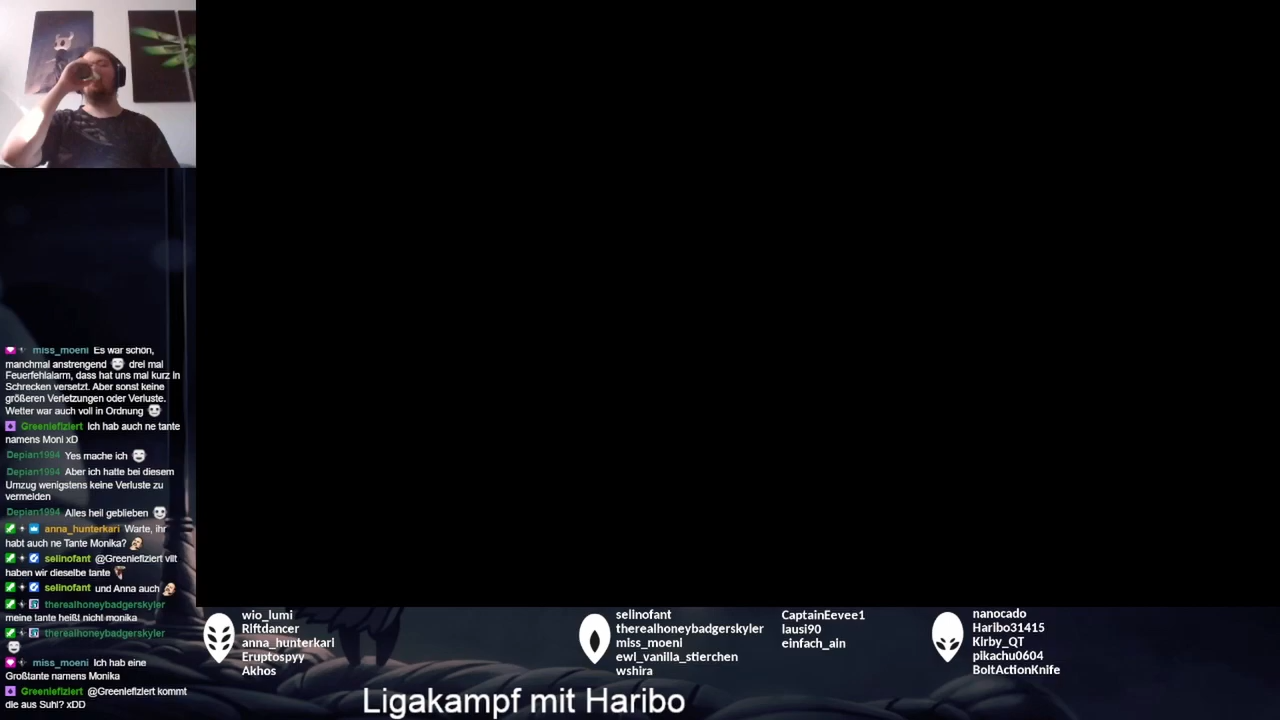 miss_moeni Es war schön,
manchmal anstrengend drei mal
Feuerfehlalarm, dass hat uns mal kurz in
Schrecken versetzt. Aber sonst keine
größeren Verletzungen oder Verluste.
Wetter war auch voll in Ordnung
Greeniefiziert Ich hab auch ne tante
namens Moni xD
Depian1994 Yes mache ich
Depian1994 Aber ich hatte bei diesem
Umzug wenigstens keine Verluste zu
vermeiden
Depian1994 Alles heil geblieben
anna_hunterkari Warte, ihr
habt auch ne Tante Monika?
selinofant @Greeniefiziert vllt
haben wir dieselbe tante
selinofant und Anna auch
therealhoneybadgerskyler
meine tante heißt nicht monika
therealhoneybadgerskyler
miss_moeni Ich hab eine
Großtante namens Monika
Greeniefiziert @Greeniefiziert kommt
die aus Suhl? xDD
wio_lumi
Riftdancer
anna_hunterkari
Eruptospyy
Akhos
selinofant
therealhoneybadgerskyler
miss_moeni
ewi_vanilla_stierchen
wshira
CaptainEevee1
lausi90
einfach_ain
nanocado
Haribo31415
Kirby_QT
pikachu0604
BoltActionKnife
Ligakampf mit Haribo